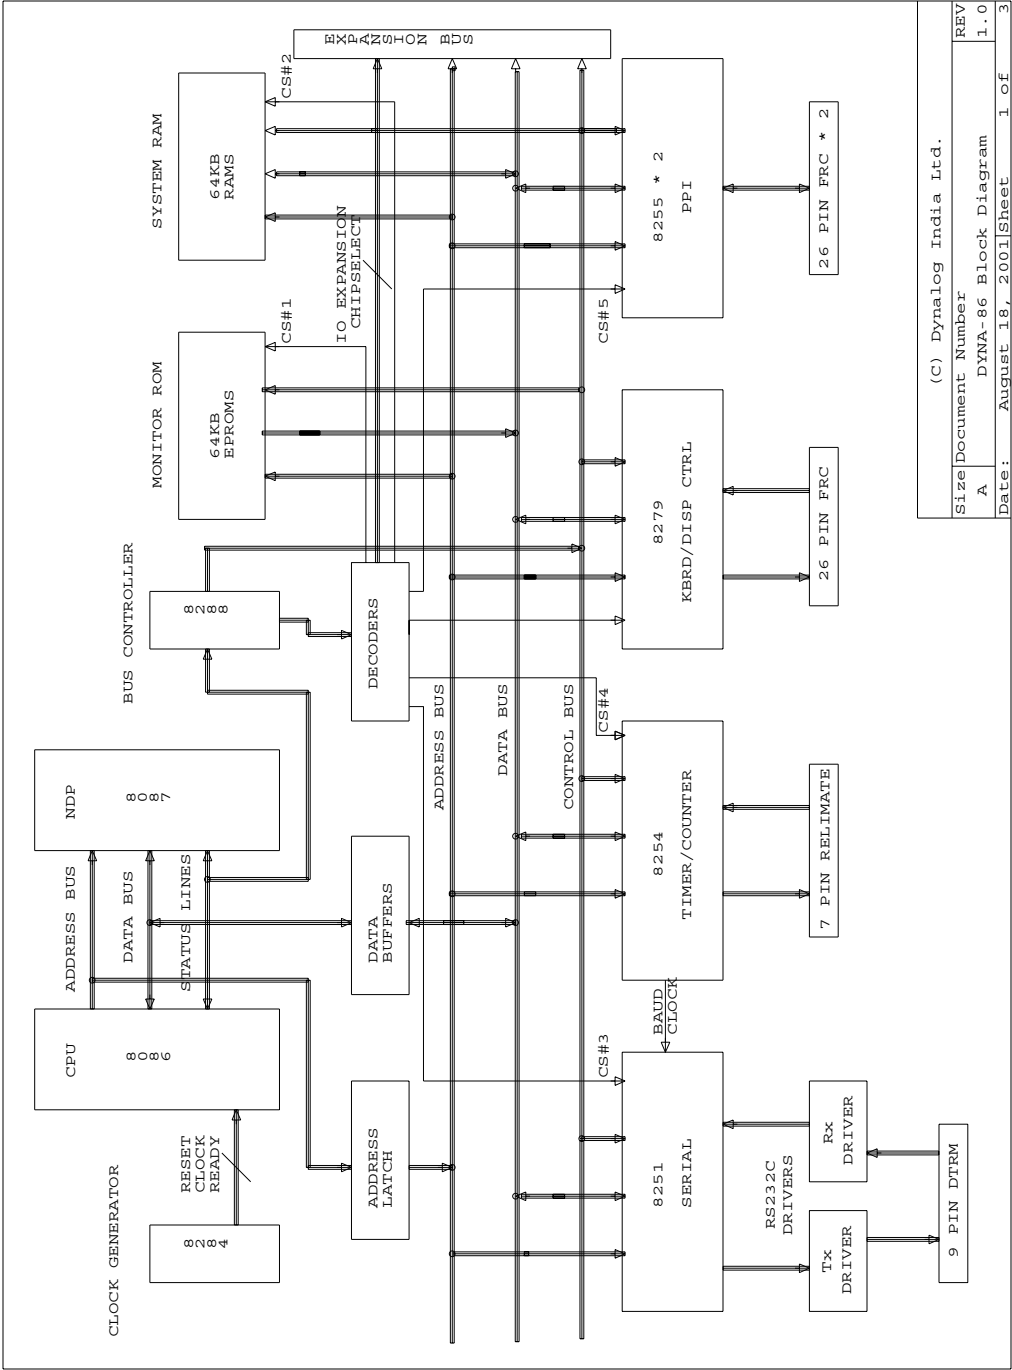 CLOCK GENERATOR
8284
RESET
CLOCK
READY
CPU
8086
ADDRESS BUS
DATA BUS
STATUS LINES
NDP
8087
BUS CONTROLLER
8288
MONITOR ROM
64KB
EPROMS
CS#1
SYSTEM RAM
64KB
RAMS
CS#2
EXPANSION BUS
IO EXPANSION
CHIPSELECT
ADDRESS
LATCH
DATA
BUFFERS
DECODERS
ADDRESS BUS
DATA BUS
CONTROL BUS
CS#3
CS#4
CS#5
8251
SERIAL
BAUD
CLOCK
8254
TIMER/COUNTER
8279
KBRD/DISP CTRL
8255 * 2
PPI
RS232C
DRIVERS
Tx
DRIVER
Rx
DRIVER
9 PIN DTRM
7 PIN RELIMATE
26 PIN FRC
26 PIN FRC * 2
(C) Dynalog India Ltd.
Size Document Number REV
A DYNA-86 Block Diagram 1.0
Date: August 18, 2001 Sheet 1 of 3